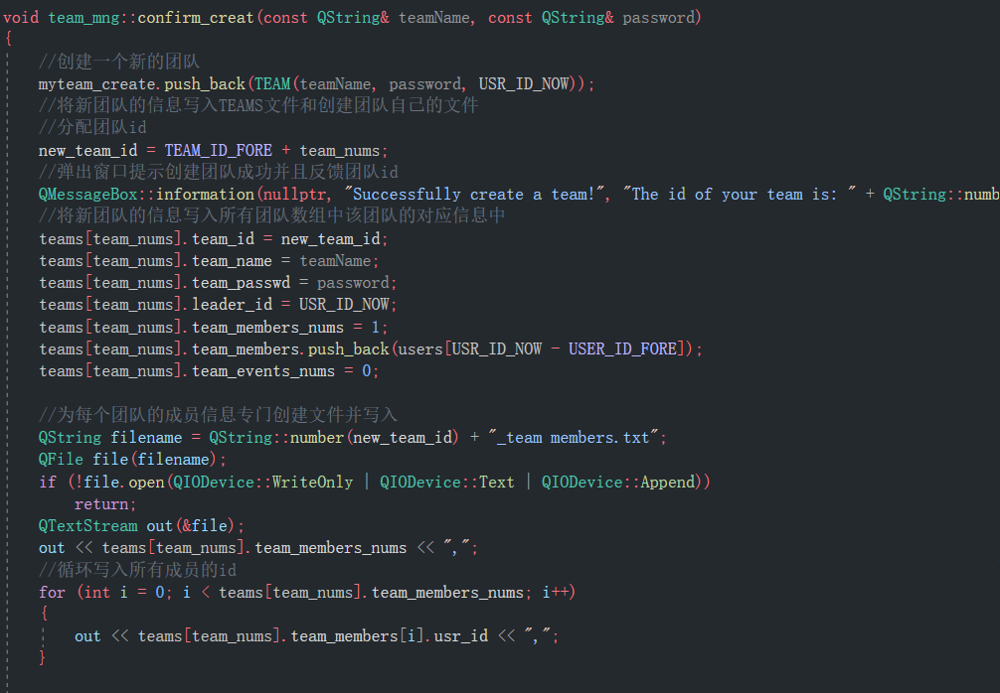 void team_mng::confirm_creat(const QString& teamName, const QString& password)
{
//创建一个新的团队
myteam_create.push_back(TEAM(teamName, password, USR_ID_NOW));
//将新团队的信息写入TEAMS文件和创建团队自己的文件
//分配团队id
new_team_id = TEAM_ID_FORE + team_nums;
//弹出窗口提示创建团队成功并且反馈团队id
QMessageBox::information(nullptr, "Successfully create a team!", "The id of your team is: " + QString::numb
//将新团队的信息写入所有团队数组中该团队的对应信息中
teams[team_nums].team_id = new_team_id;
teams[team_nums].team_name = teamName;
teams[team_nums].team_passwd = password;
teams[team_nums].leader_id = USR_ID_NOW;
teams[team_nums].team_members_nums = 1;
teams[team_nums].team_members.push_back(users[USR_ID_NOW - USER_ID_FORE]);
teams[team_nums].team_events_nums = 0;
//为每个团队的成员信息专门创建文件并写入
QString filename = QString::number(new_team_id) + "_team members.txt";
QFile file(filename);
if (!file.open(QIODevice::WriteOnly | QIODevice::Text | QIODevice::Append))
return;
QTextStream out(&file);
out << teams[team_nums].team_members_nums << ",";
//循环写入所有成员的id
for (int i = 0; i < teams[team_nums].team_members_nums; i++)
{
out << teams[team_nums].team_members[i].usr_id << ",";
}